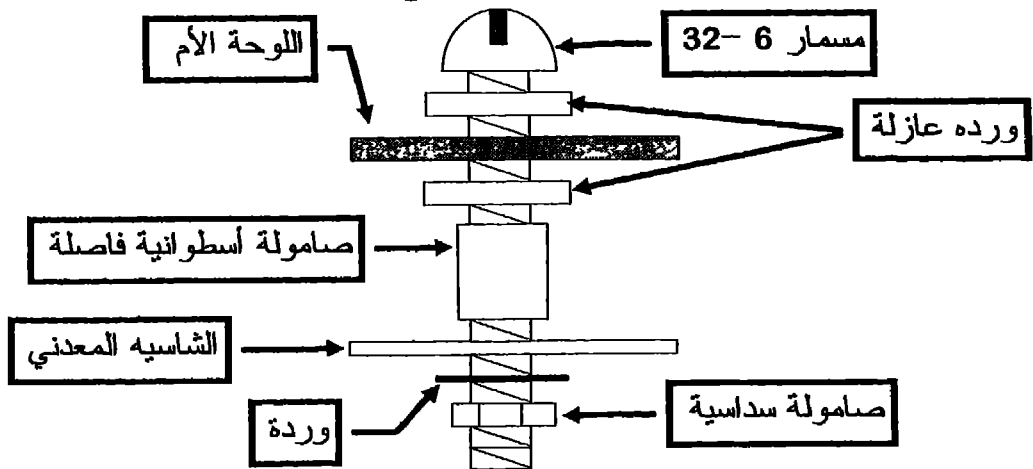 اللوحة الأم
مسمار 6 –32
ورده عازلة
صامولة أسطوانية فاصلة
الشاسيه المعدني
وردة
صامولة سداسية